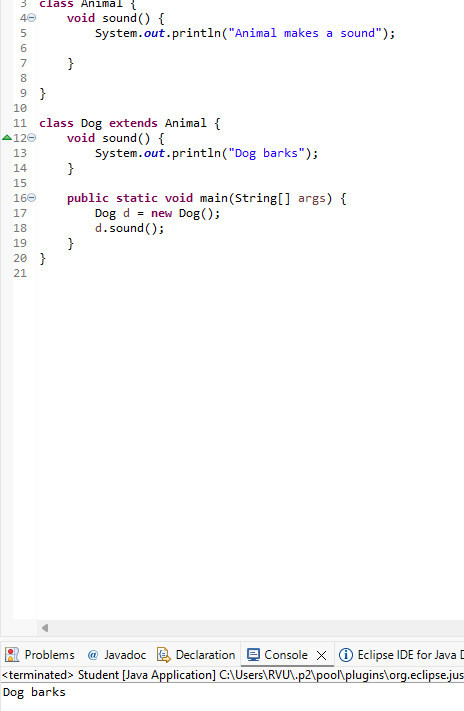 3 class Animal {
4 void sound() {
5 System.out.println("Animal makes a sound");
6
7 }
8
9 }
10
11 class Dog extends Animal {
12 void sound() {
13 System.out.println("Dog barks");
14 }
15
16 public static void main(String[] args) {
17 Dog d = new Dog();
18 d.sound();
19 }
20 }
21
Problems @ Javadoc Declaration Console Eclipse IDE for Java D
<terminated> Student [Java Application] C:\Users\RVU\.p2\pool\plugins\org.eclipse.jus
Dog barks